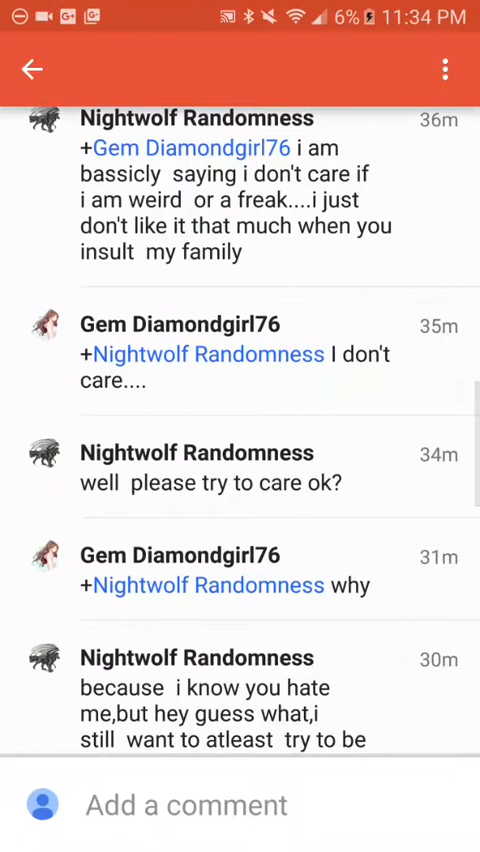 6% 11:34 PM
Nightwolf Randomness 36m
+Gem Diamondgirl76 i am
bassicly saying i don't care if
i am weird or a freak....i just
don't like it that much when you
insult my family
Gem Diamondgirl76 35m
+Nightwolf Randomness I don't
care....
Nightwolf Randomness 34m
well please try to care ok?
Gem Diamondgirl76 31m
+Nightwolf Randomness why
Nightwolf Randomness 30m
because i know you hate
me,but hey guess what,i
still want to atleast try to be
Add a comment